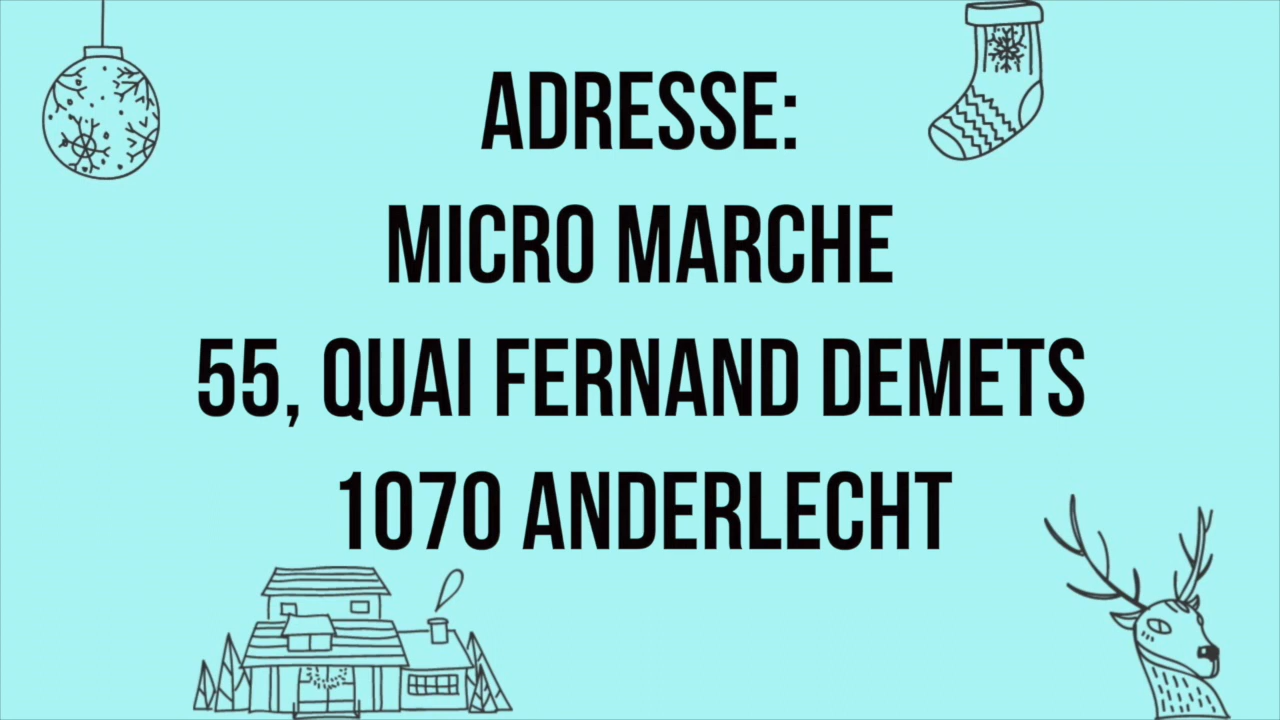 ADRESSE:
MICRO MARCHE
55, QUAI FERNAND DEMETS
1070 ANDERLECHT